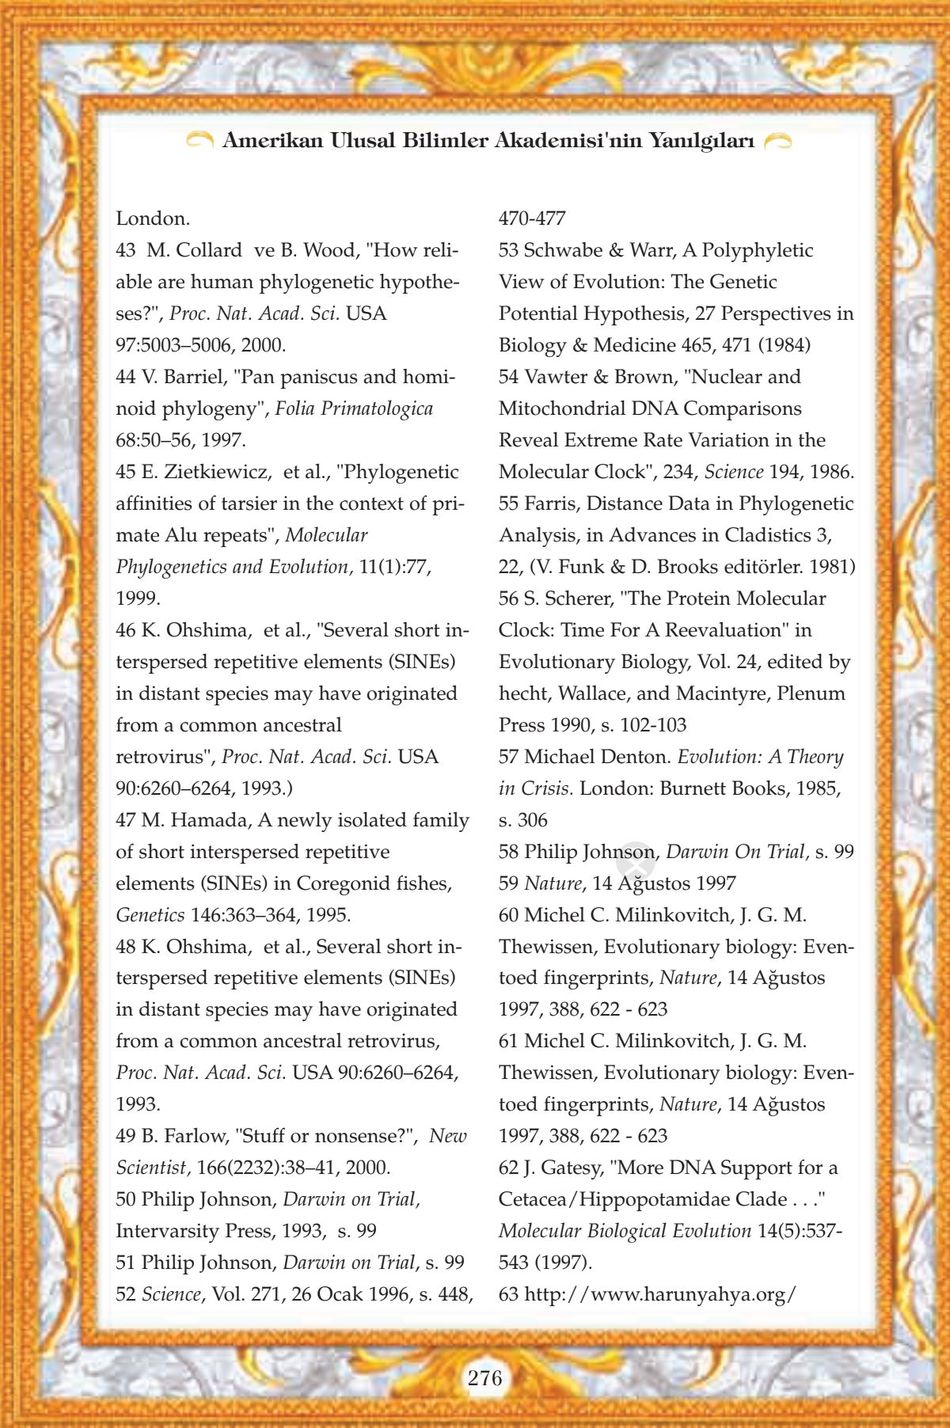 Amerikan Ulusal Bilimler Akademisi'nin Yanılgıları
London.
43  M. Collard  ve B. Wood, "How reli-
able are human phylogenetic hypothe-
ses?", Proc. Nat. Acad. Sci. USA
97:5003–5006, 2000.
44 V. Barriel, "Pan paniscus and homi-
noid phylogeny", Folia Primatologica
68:50–56, 1997.
45 E. Zietkiewicz,  et al., "Phylogenetic
affinities of tarsier in the context of pri-
mate Alu repeats", Molecular
Phylogenetics and Evolution, 11(1):77,
1999.
46 K. Ohshima,  et al., "Several short in-
terspersed repetitive elements (SINEs)
in distant species may have originated
from a common ancestral
retrovirus", Proc. Nat. Acad. Sci. USA
90:6260–6264, 1993.)
47 M. Hamada, A newly isolated family
of short interspersed repetitive
elements (SINEs) in Coregonid fishes,
Genetics 146:363–364, 1995.
48 K. Ohshima,  et al., Several short in-
terspersed repetitive elements (SINEs)
in distant species may have originated
from a common ancestral retrovirus,
Proc. Nat. Acad. Sci. USA 90:6260–6264,
1993.
49 B. Farlow, "Stuff or nonsense?",  New
Scientist, 166(2232):38–41, 2000.
50 Philip Johnson, Darwin on Trial,
Intervarsity Press, 1993,  s. 99
51 Philip Johnson, Darwin on Trial, s. 99
52 Science, Vol. 271, 26 Ocak 1996, s. 448,
470-477
53 Schwabe & Warr, A Polyphyletic
View of Evolution: The Genetic
Potential Hypothesis, 27 Perspectives in
Biology & Medicine 465, 471 (1984)
54 Vawter & Brown, "Nuclear and
Mitochondrial DNA Comparisons
Reveal Extreme Rate Variation in the
Molecular Clock", 234, Science 194, 1986.
55 Farris, Distance Data in Phylogenetic
Analysis, in Advances in Cladistics 3,
22, (V. Funk & D. Brooks editörler. 1981)
56 S. Scherer, "The Protein Molecular
Clock: Time For A Reevaluation" in
Evolutionary Biology, Vol. 24, edited by
hecht, Wallace, and Macintyre, Plenum
Press 1990, s. 102-103
57 Michael Denton. Evolution: A Theory
in Crisis. London: Burnett Books, 1985,
s. 306
58 Philip Johnson, Darwin On Trial, s. 99
59 Nature, 14 Ağustos 1997
60 Michel C. Milinkovitch, J. G. M.
Thewissen, Evolutionary biology: Even-
toed fingerprints, Nature, 14 Ağustos
1997, 388, 622 - 623
61 Michel C. Milinkovitch, J. G. M.
Thewissen, Evolutionary biology: Even-
toed fingerprints, Nature, 14 Ağustos
1997, 388, 622 - 623
62 J. Gatesy, "More DNA Support for a
Cetacea/Hippopotamidae Clade . . ."
Molecular Biological Evolution 14(5):537-
543 (1997).
63 http://www.harunyahya.org/
276